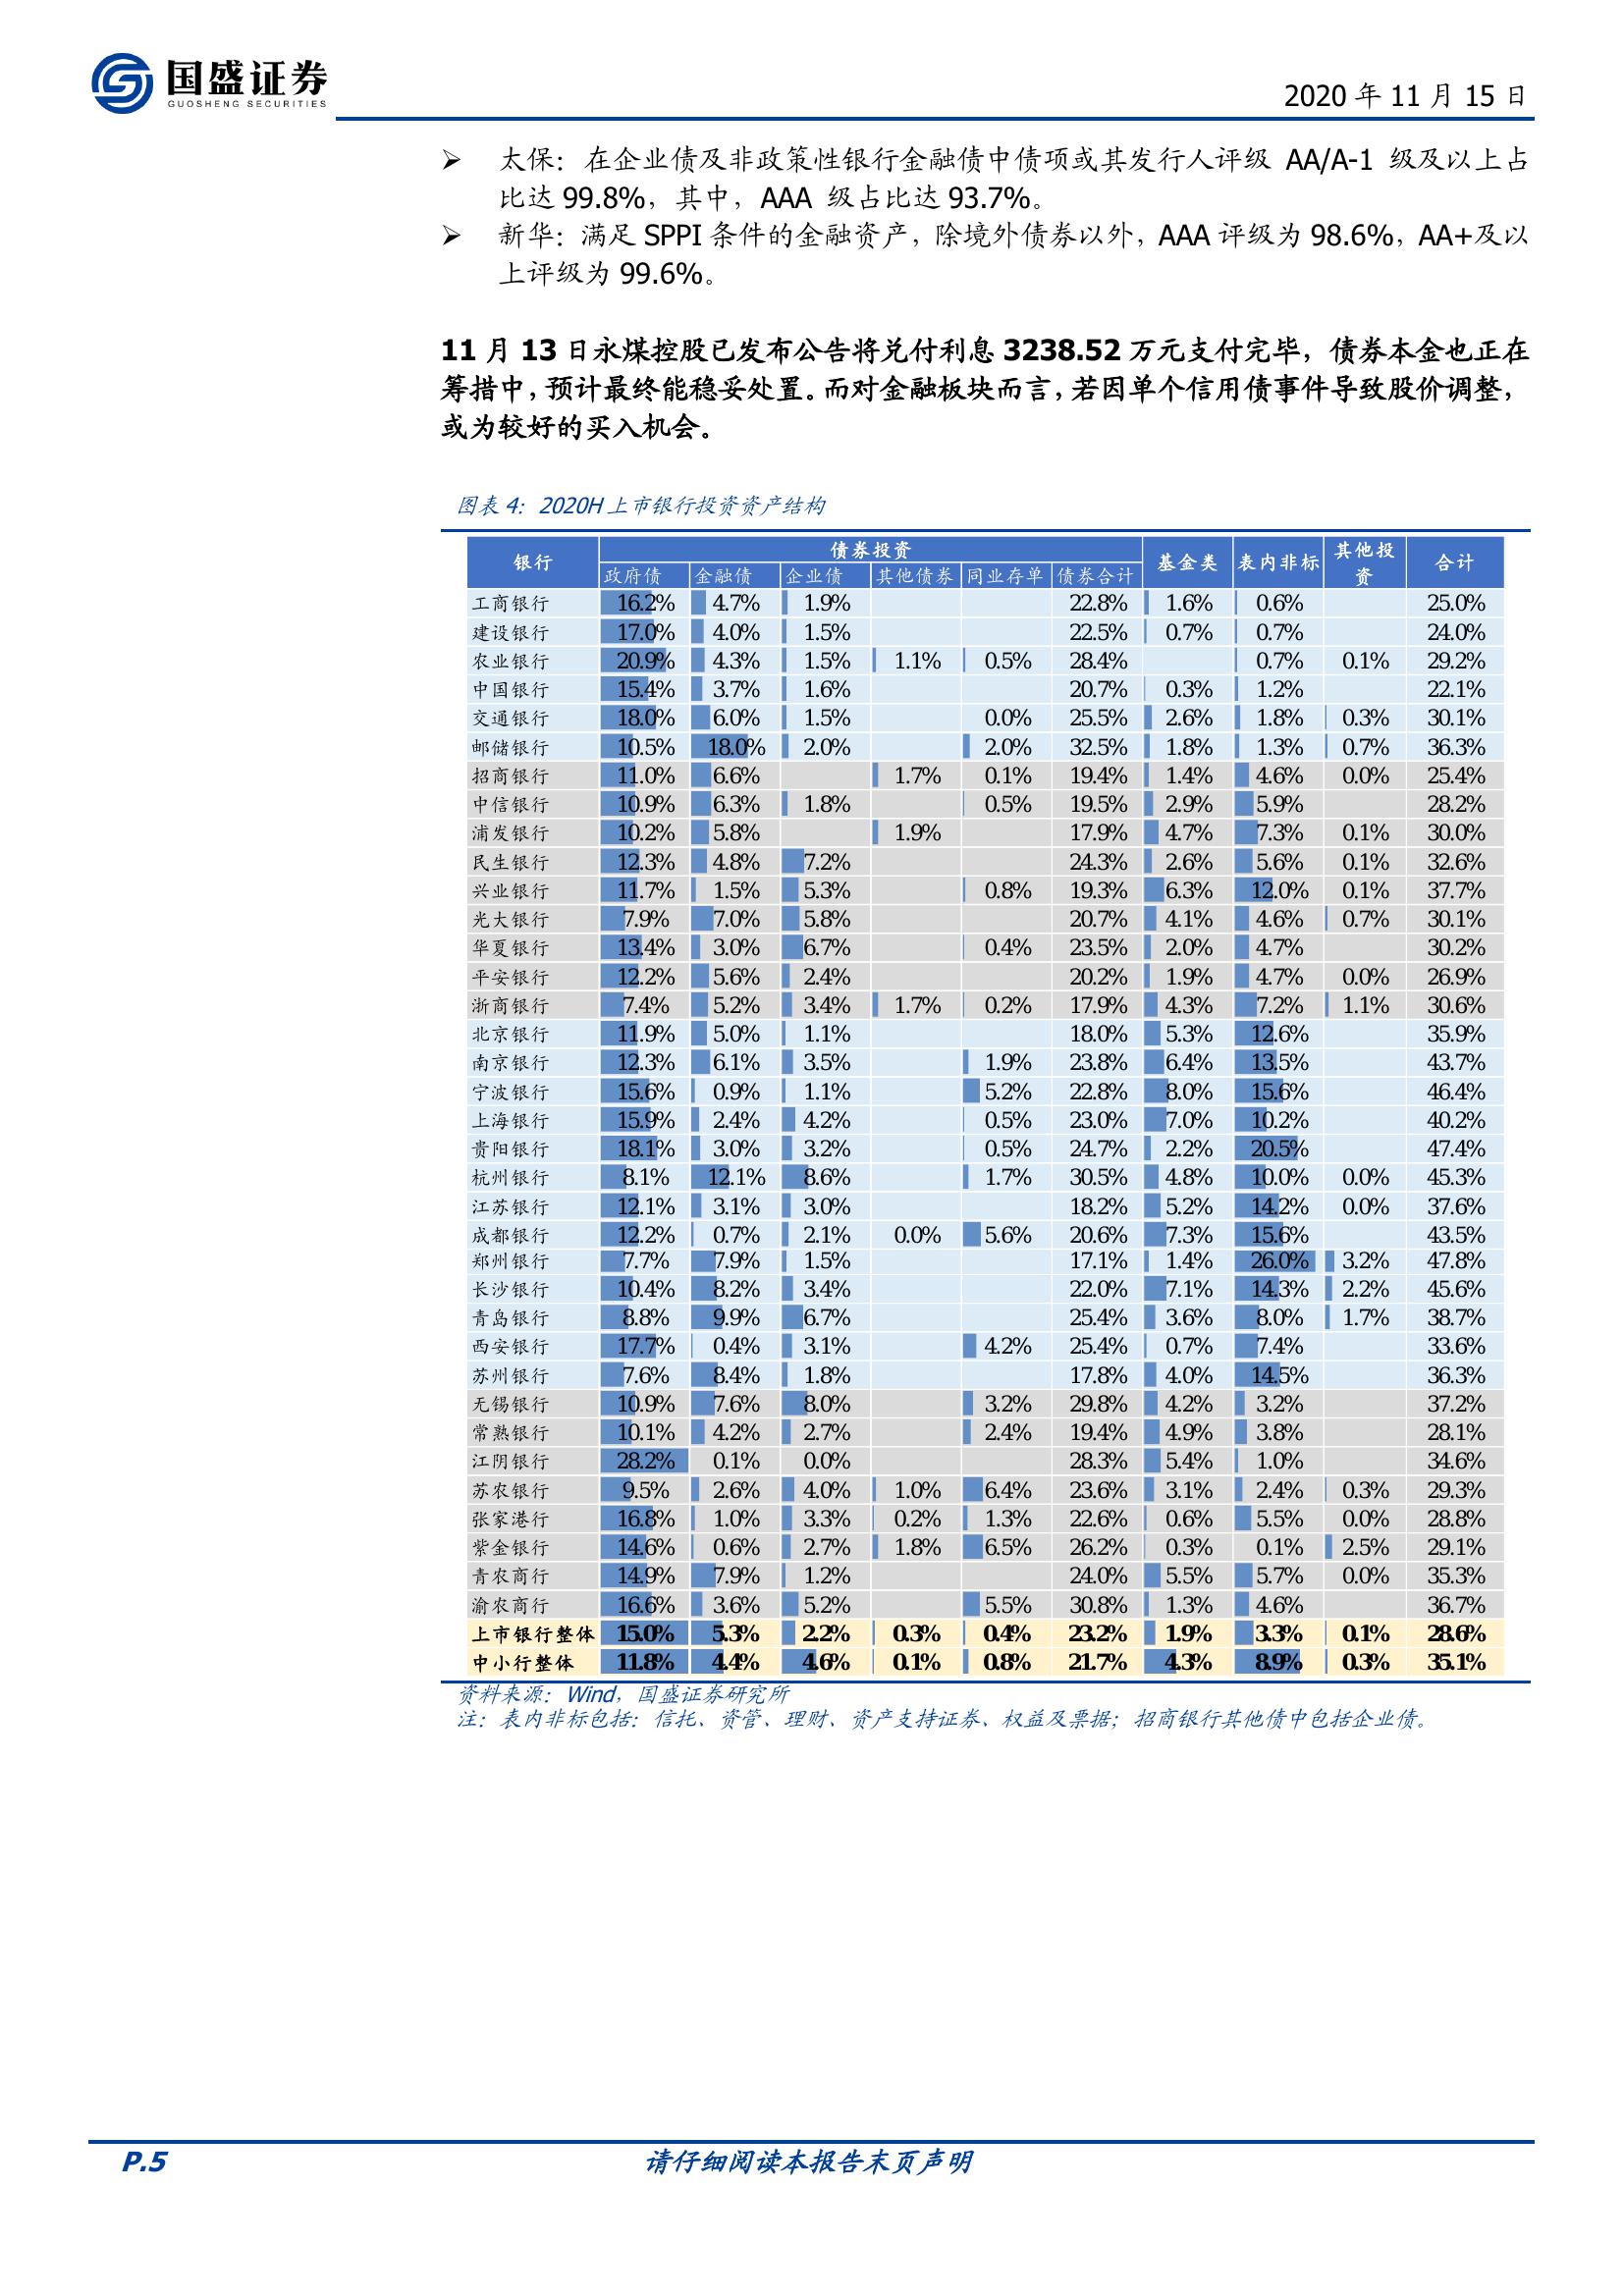 国盛证券
GUOSHENG SECURITIES
2020 年 11 月 15 日
➢ 太保：在企业债及非政策性银行金融债中债项或其发行人评级 AA/A-1 级及以上占
比达 99.8%，其中，AAA 级占比达 93.7%。
➢ 新华：满足 SPPI 条件的金融资产，除境外债券以外，AAA 评级为 98.6%，AA+及以
上评级为 99.6%。
11 月 13 日永煤控股已发布公告将兑付利息 3238.52 万元支付完毕，债券本金也正在
筹措中，预计最终能稳妥处置。而对金融板块而言，若因单个信用债事件导致股价调整，
或为较好的买入机会。
图表 4：2020H 上市银行投资资产结构
银行 债券投资 基金类 表内非标 其他投资 合计
政府债 金融债 企业债 其他债券 同业存单 债券合计
工商银行 16.2% 4.7% 1.9% 22.8% 1.6% 0.6% 25.0%
建设银行 17.0% 4.0% 1.5% 22.5% 0.7% 0.7% 24.0%
农业银行 20.9% 4.3% 1.5% 1.1% 0.5% 28.4% 0.7% 0.1% 29.2%
中国银行 15.4% 3.7% 1.6% 20.7% 0.3% 1.2% 22.1%
交通银行 18.0% 6.0% 1.5% 0.0% 25.5% 2.6% 1.8% 0.3% 30.1%
邮储银行 10.5% 18.0% 2.0% 2.0% 32.5% 1.8% 1.3% 0.7% 36.3%
招商银行 11.0% 6.6% 1.7% 0.1% 19.4% 1.4% 4.6% 0.0% 25.4%
中信银行 10.9% 6.3% 1.8% 0.5% 19.5% 2.9% 5.9% 28.2%
浦发银行 10.2% 5.8% 1.9% 17.9% 4.7% 7.3% 0.1% 30.0%
民生银行 12.3% 4.8% 7.2% 24.3% 2.6% 5.6% 0.1% 32.6%
兴业银行 11.7% 1.5% 5.3% 0.8% 19.3% 6.3% 12.0% 0.1% 37.7%
光大银行 7.9% 7.0% 5.8% 20.7% 4.1% 4.6% 0.7% 30.1%
华夏银行 13.4% 3.0% 6.7% 0.4% 23.5% 2.0% 4.7% 30.2%
平安银行 12.2% 5.6% 2.4% 20.2% 1.9% 4.7% 0.0% 26.9%
浙商银行 7.4% 5.2% 3.4% 1.7% 0.2% 17.9% 4.3% 7.2% 1.1% 30.6%
北京银行 11.9% 5.0% 1.1% 18.0% 5.3% 12.6% 35.9%
南京银行 12.3% 6.1% 3.5% 1.9% 23.8% 6.4% 13.5% 43.7%
宁波银行 15.6% 0.9% 1.1% 5.2% 22.8% 8.0% 15.6% 46.4%
上海银行 15.9% 2.4% 4.2% 0.5% 23.0% 7.0% 10.2% 40.2%
贵阳银行 18.1% 3.0% 3.2% 0.5% 24.7% 2.2% 20.5% 47.4%
杭州银行 8.1% 12.1% 8.6% 1.7% 30.5% 4.8% 10.0% 0.0% 45.3%
江苏银行 12.1% 3.1% 3.0% 18.2% 5.2% 14.2% 0.0% 37.6%
成都银行 12.2% 0.7% 2.1% 0.0% 5.6% 20.6% 7.3% 15.6% 43.5%
郑州银行 7.7% 7.9% 1.5% 17.1% 1.4% 26.0% 3.2% 47.8%
长沙银行 10.4% 8.2% 3.4% 22.0% 7.1% 14.3% 2.2% 45.6%
青岛银行 8.8% 9.9% 6.7% 25.4% 3.6% 8.0% 1.7% 38.7%
西安银行 17.7% 0.4% 3.1% 4.2% 25.4% 0.7% 7.4% 33.6%
苏州银行 7.6% 8.4% 1.8% 17.8% 4.0% 14.5% 36.3%
无锡银行 10.9% 7.6% 8.0% 3.2% 29.8% 4.2% 3.2% 37.2%
常熟银行 10.1% 4.2% 2.7% 2.4% 19.4% 4.9% 3.8% 28.1%
江阴银行 28.2% 0.1% 0.0% 28.3% 5.4% 1.0% 34.6%
苏农银行 9.5% 2.6% 4.0% 1.0% 6.4% 23.6% 3.1% 2.4% 0.3% 29.3%
张家港行 16.8% 1.0% 3.3% 0.2% 1.3% 22.6% 0.6% 5.5% 0.0% 28.8%
紫金银行 14.6% 0.6% 2.7% 1.8% 6.5% 26.2% 0.3% 0.1% 2.5% 29.1%
青农商行 14.9% 7.9% 1.2% 24.0% 5.5% 5.7% 0.0% 35.3%
渝农商行 16.6% 3.6% 5.2% 5.5% 30.8% 1.3% 4.6% 36.7%
上市银行整体 15.0% 5.3% 2.2% 0.3% 0.4% 23.2% 1.9% 3.3% 0.1% 28.6%
中小行整体 11.8% 4.4% 4.6% 0.1% 0.8% 21.7% 4.3% 8.9% 0.3% 35.1%
资料来源：Wind，国盛证券研究所
注：表内非标包括：信托、资管、理财、资产支持证券、权益及票据；招商银行其他债中包括企业债。
P.5 请仔细阅读本报告末页声明